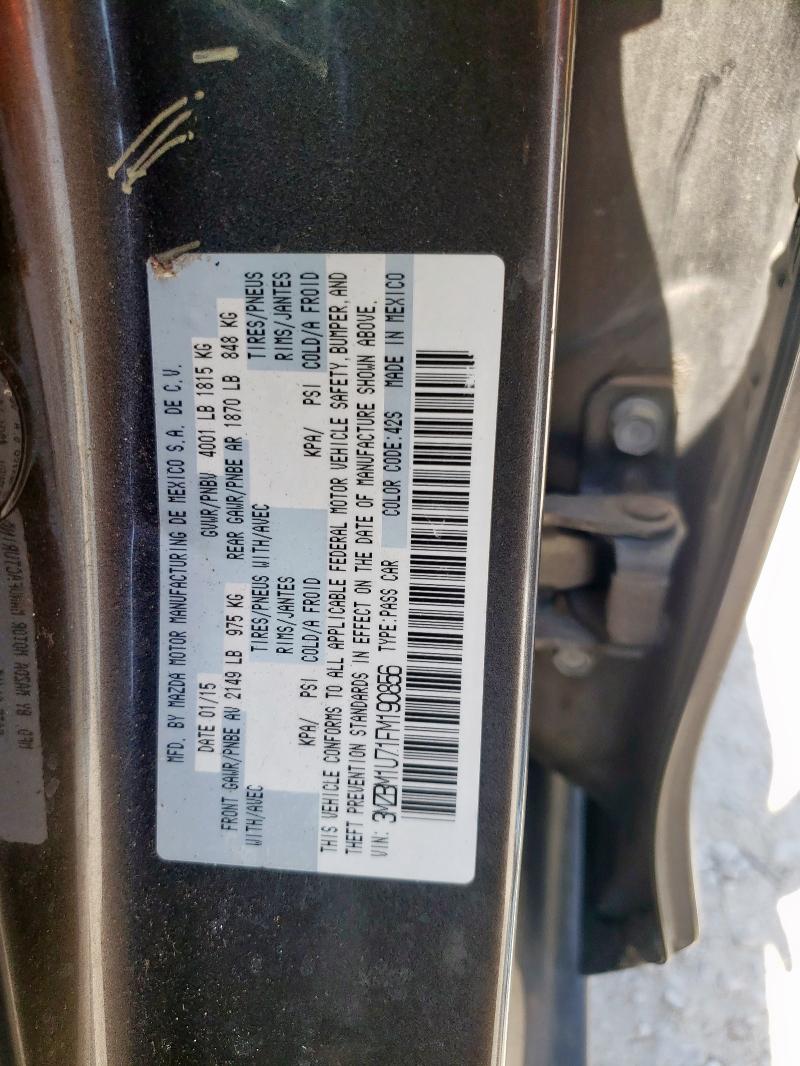 MFD. BY MAZDA MOTOR MANUFACTURING DE MEXICO S.A. DE C.V.
DATE 01/15 GVWR/PNBV 4001 LB 1815 KG
FRONT GAWR/PNBE AV 2149 LB 975 KG REAR GAWR/PNBE AR 1870 LB 848 KG
WITH/AVEC TIRES/PNEUS WITH/AVEC TIRES/PNEUS
RIMS/JANTES RIMS/JANTES
KPA/ PSI COLD/A FROID KPA/ PSI COLD/A FROID
THIS VEHICLE CONFORMS TO ALL APPLICABLE FEDERAL MOTOR VEHICLE SAFETY, BUMPER, AND
THEFT PREVENTION STANDARDS IN EFFECT ON THE DATE OF MANUFACTURE SHOWN ABOVE.
VIN: 3MZBM1U71FM190856 TYPE:PASS CAR COLOR CODE:42S MADE IN MEXICO